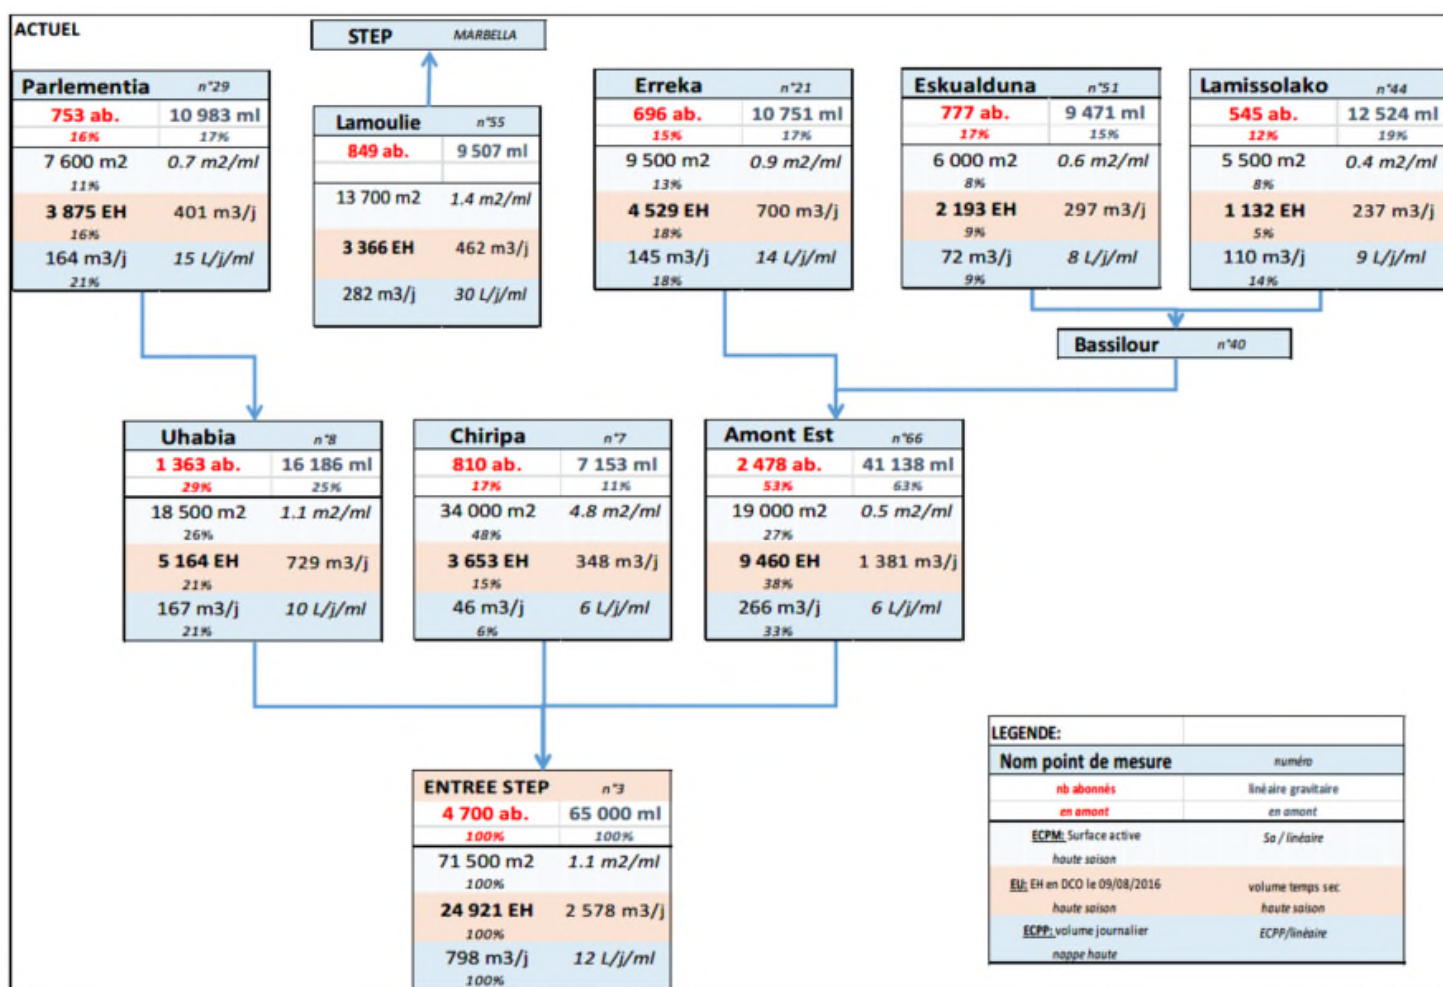 ACTUEL
STEP MARBELLA
Parlementia n°29
753 ab. 10 983 ml
16% 17%
7 600 m2 0.7 m2/ml
11%
3 875 EH 401 m3/j
16%
164 m3/j 15 L/j/ml
21%
Lamoulie n°55
849 ab. 9 507 ml
13 700 m2 1.4 m2/ml
3 366 EH 462 m3/j
282 m3/j 30 L/j/ml
Erreka n°21
696 ab. 10 751 ml
15% 17%
9 500 m2 0.9 m2/ml
13%
4 529 EH 700 m3/j
18%
145 m3/j 14 L/j/ml
18%
Eskualduna n°51
777 ab. 9 471 ml
17% 15%
6 000 m2 0.6 m2/ml
8%
2 193 EH 297 m3/j
9%
72 m3/j 8 L/j/ml
9%
Lamissolako n°44
545 ab. 12 524 ml
12% 19%
5 500 m2 0.4 m2/ml
8%
1 132 EH 237 m3/j
5%
110 m3/j 9 L/j/ml
14%
Bassilour n°40
Uhabia n°8
1 363 ab. 16 186 ml
29% 25%
18 500 m2 1.1 m2/ml
26%
5 164 EH 729 m3/j
21%
167 m3/j 10 L/j/ml
21%
Chiripa n°7
810 ab. 7 153 ml
17% 11%
34 000 m2 4.8 m2/ml
48%
3 653 EH 348 m3/j
15%
46 m3/j 6 L/j/ml
6%
Amont Est n°66
2 478 ab. 41 138 ml
53% 63%
19 000 m2 0.5 m2/ml
27%
9 460 EH 1 381 m3/j
38%
266 m3/j 6 L/j/ml
33%
ENTREE STEP n°3
4 700 ab. 65 000 ml
100% 100%
71 500 m2 1.1 m2/ml
100%
24 921 EH 2 578 m3/j
100%
798 m3/j 12 L/j/ml
100%
LEGENDE:
Nom point de mesure numéro
nb abonnés linéaire gravitaire
en amont en amont
ECPM: Surface active Sa / linéaire
haute saison
EU: EH en DCO le 09/08/2016 volume temps sec
haute saison haute saison
ECPP: volume journalier ECPP/linéaire
nappe haute